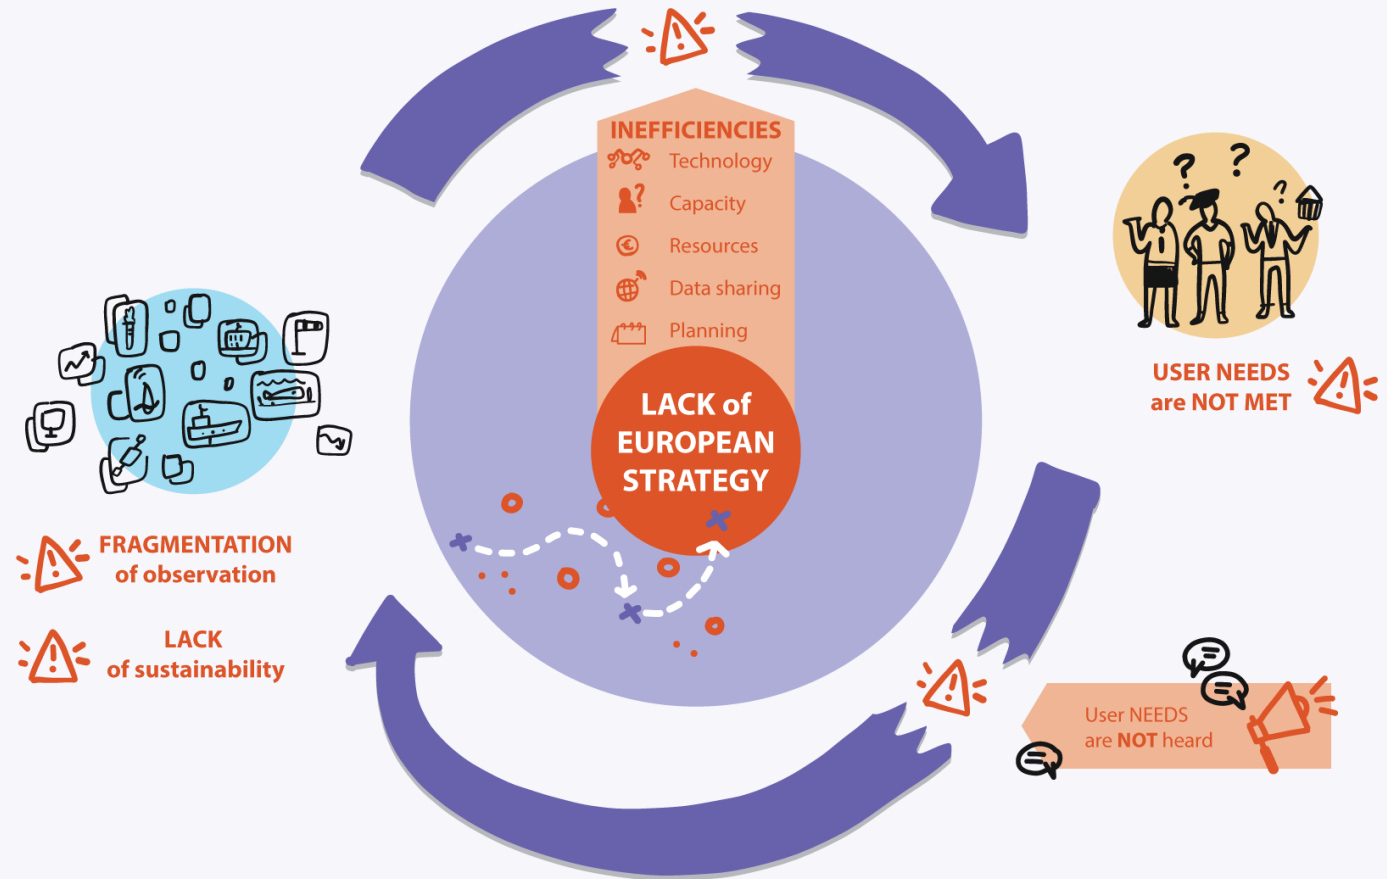 INEFFICIENCIES
Technology
Capacity
Resources
Data sharing
Planning
LACK of
EUROPEAN
STRATEGY
USER NEEDS
are NOT MET
FRAGMENTATION
of observation
LACK
of sustainability
User NEEDS
are NOT heard